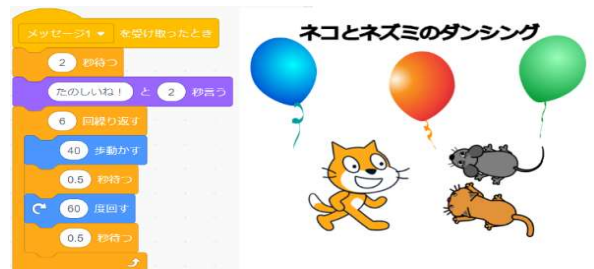 メッセージ1 を受け取ったとき
2 秒待つ
たのしいね! と 2 秒言う
6 回繰り返す
40 歩動かす
0.5 秒待つ
60 度回す
0.5 秒待つ
ネコとネズミのダンシング